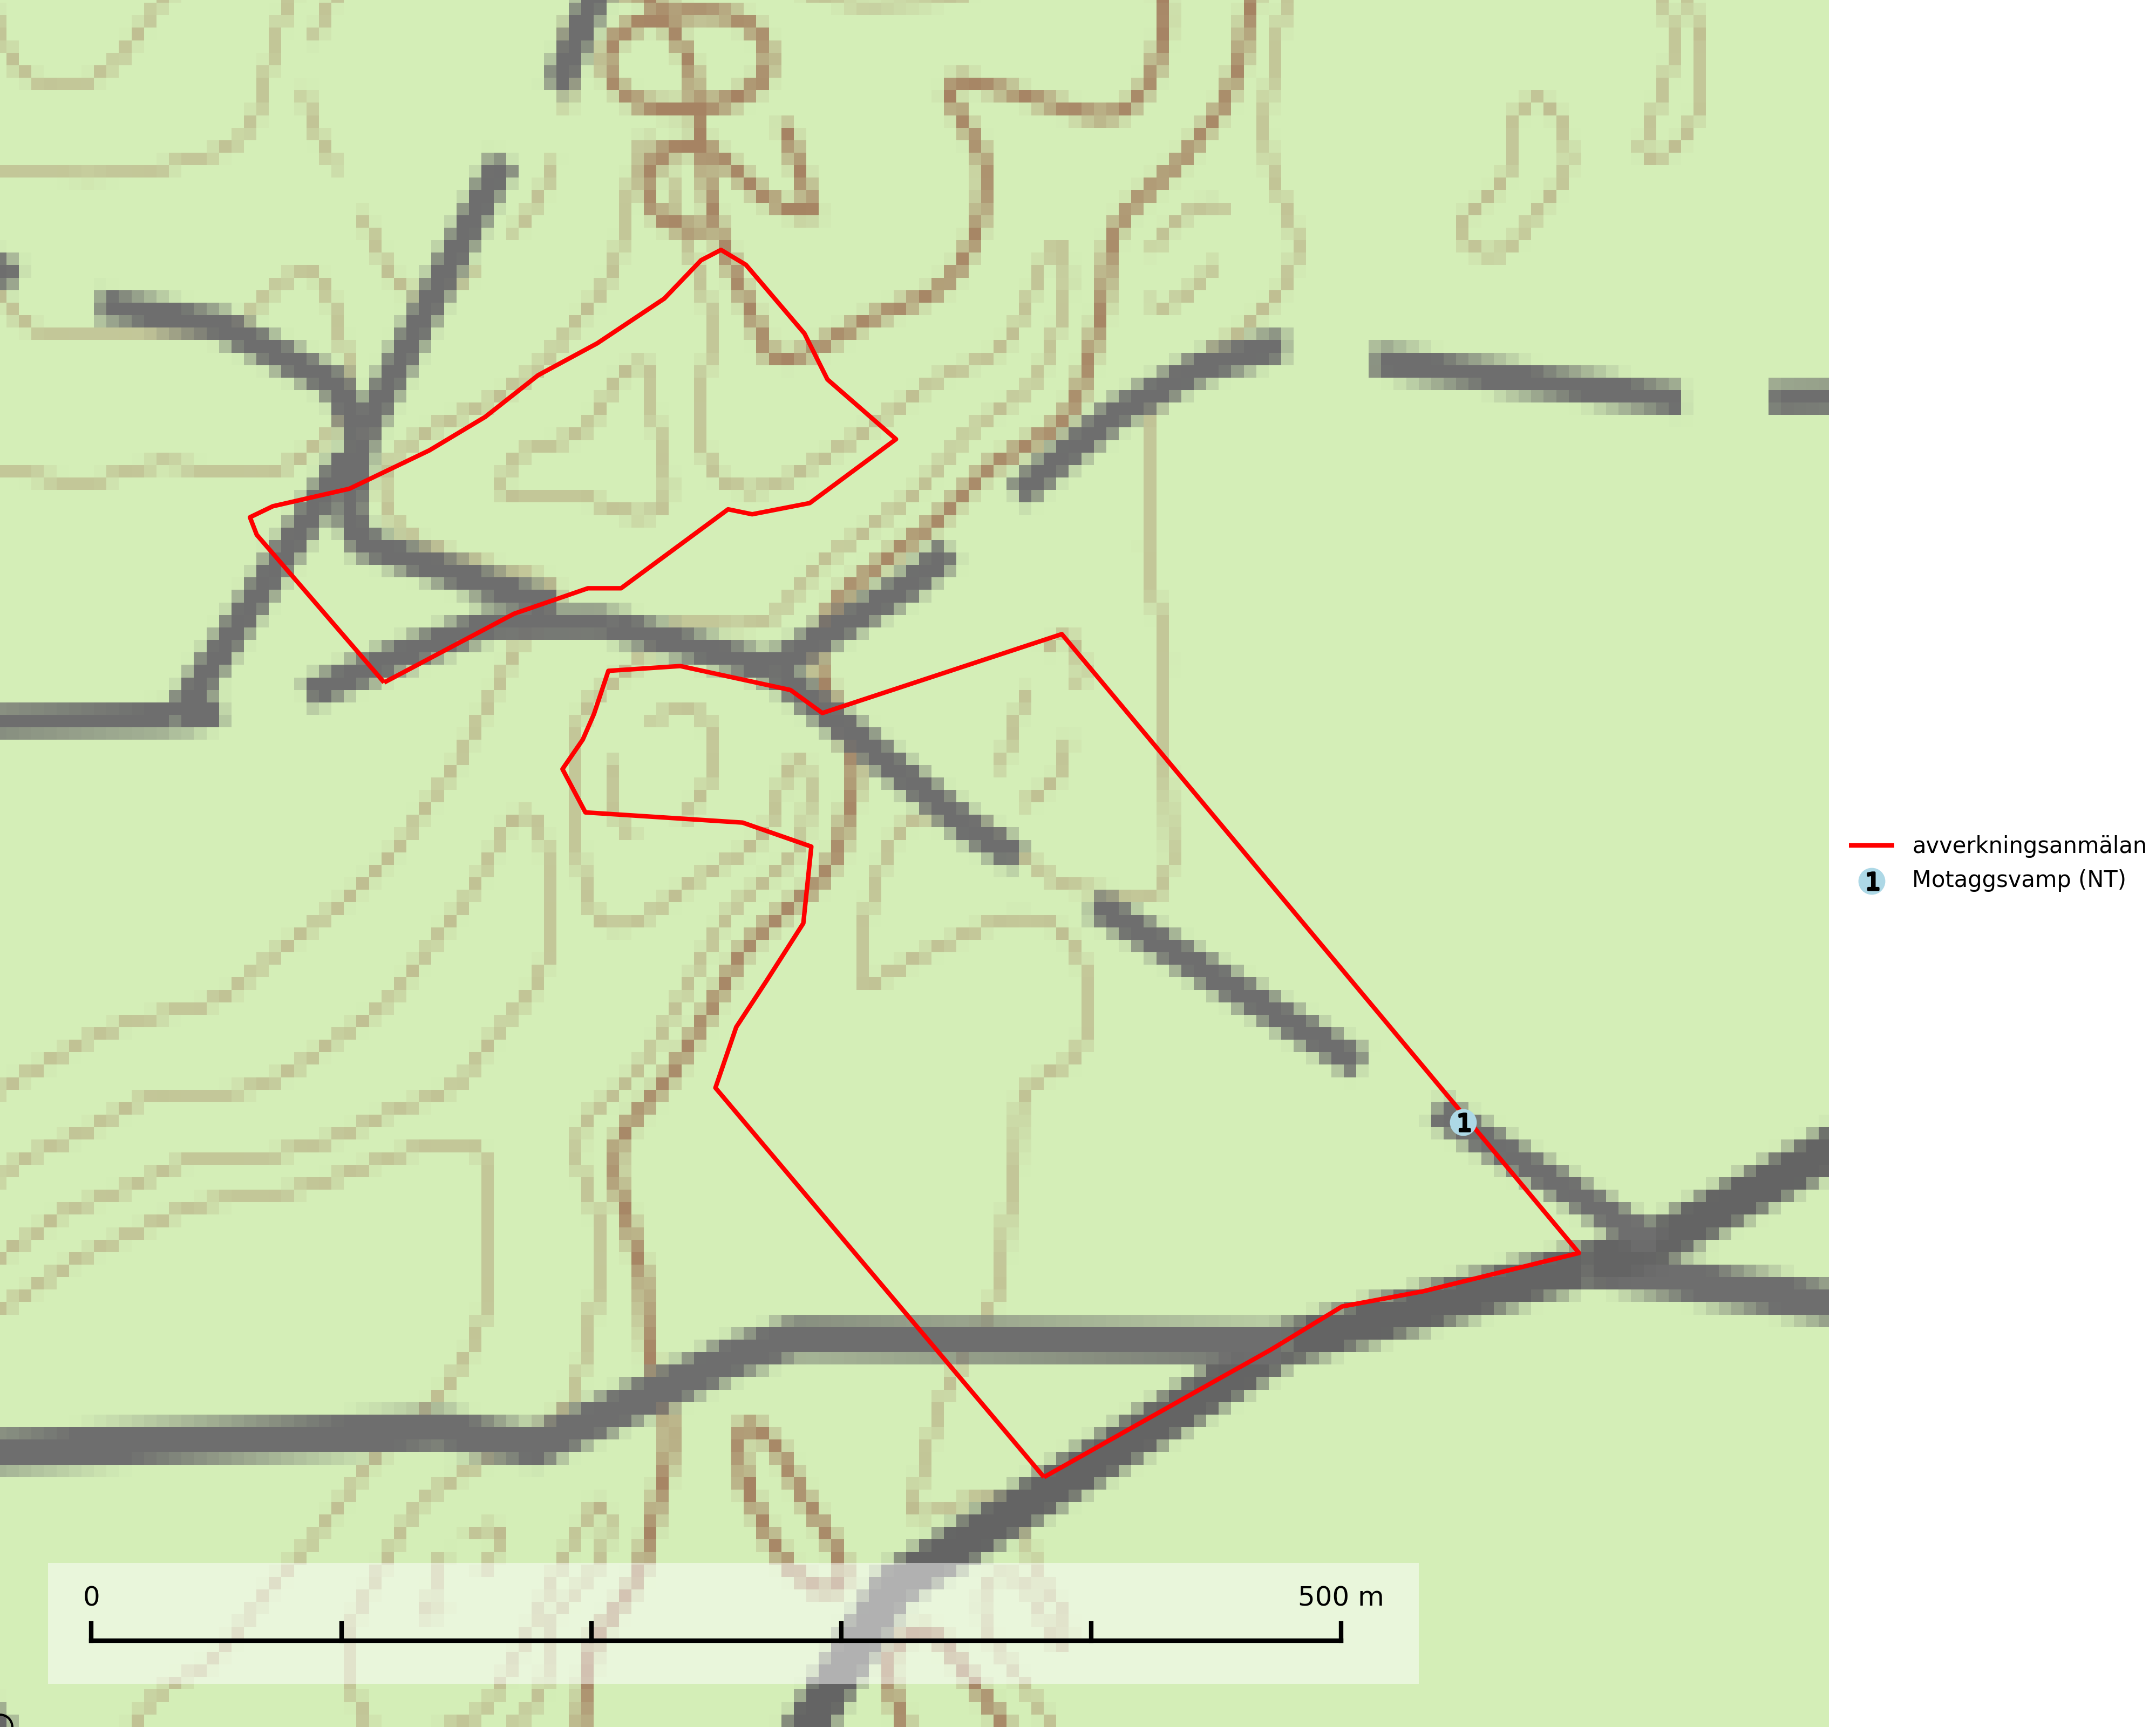 avverkningsanmälan
1 Motaggsvamp (NT)
1
0 500 m